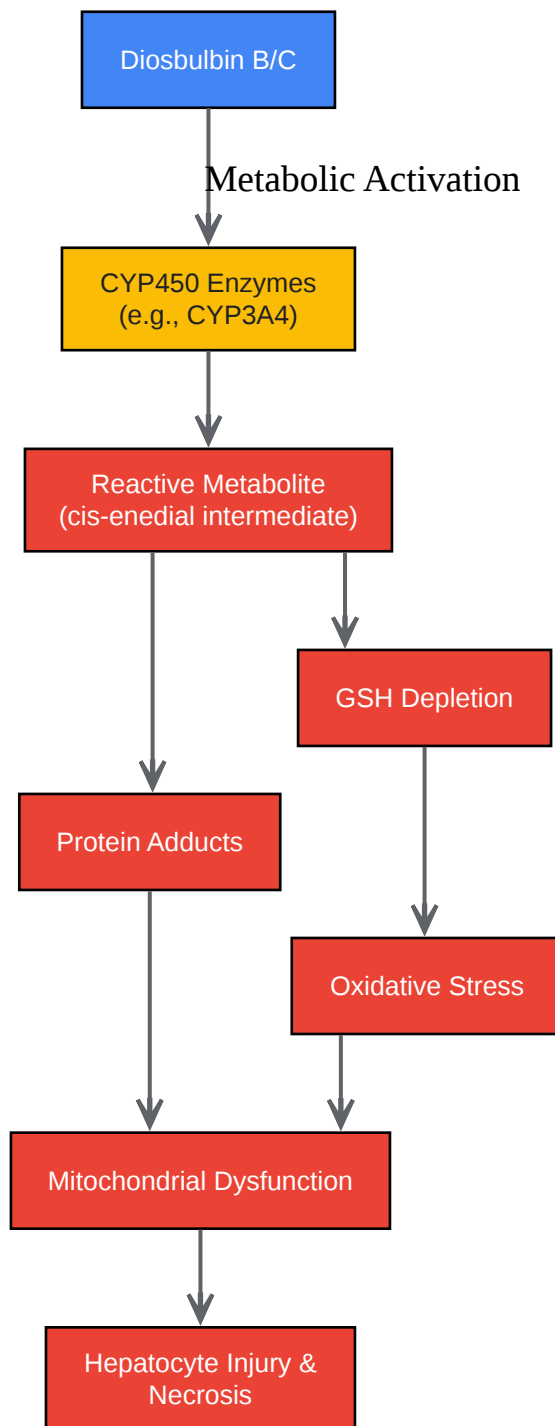 Diosbulbin B/C
Metabolic Activation
CYP450 Enzymes
(e.g., CYP3A4)
Reactive Metabolite
(cis-enedial intermediate)
GSH Depletion
Protein Adducts
Oxidative Stress
Mitochondrial Dysfunction
Hepatocyte Injury &
Necrosis